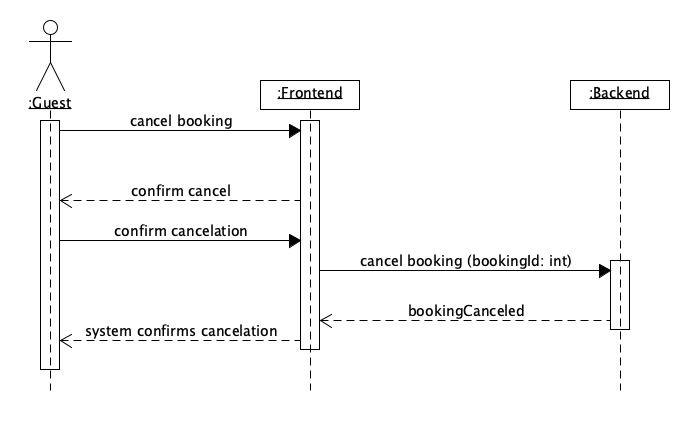 :Guest
:Frontend
:Backend
cancel booking
confirm cancel
confirm cancelation
cancel booking (bookingId: int)
bookingCanceled
system confirms cancelation